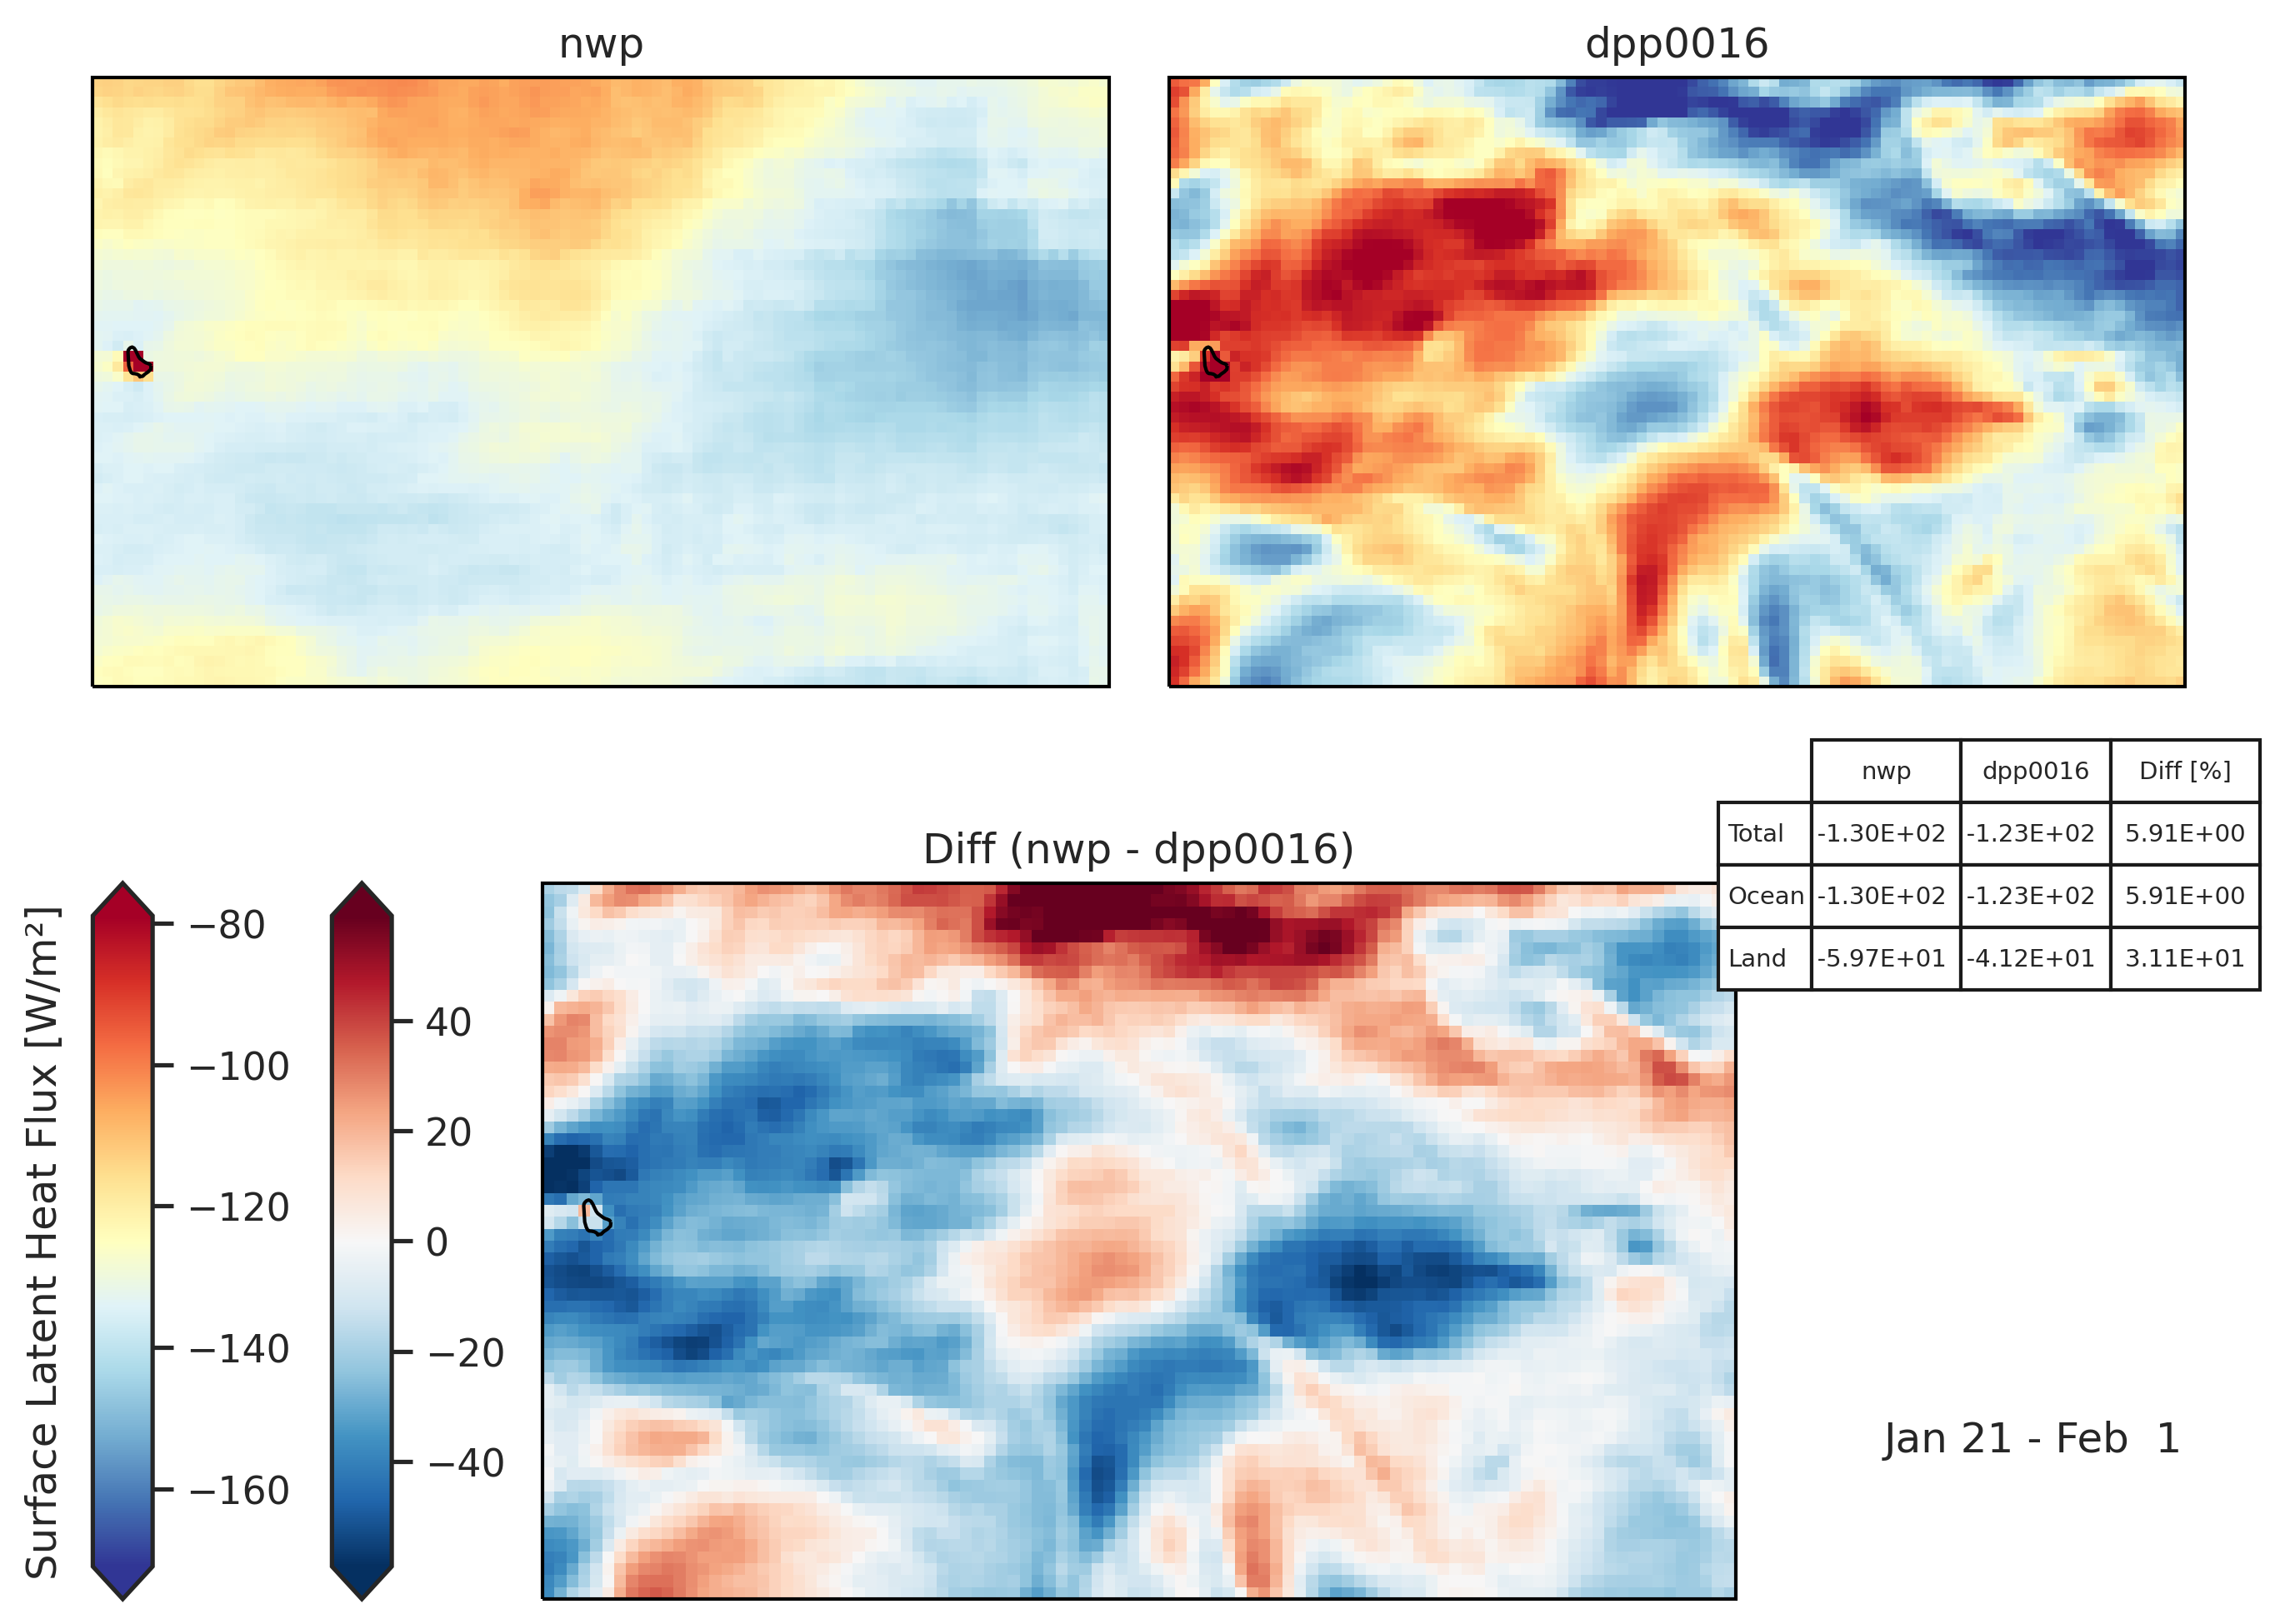 nwp
dpp0016
nwp dpp0016 Diff [%]
Total -1.30E+02 -1.23E+02 5.91E+00
Ocean -1.30E+02 -1.23E+02 5.91E+00
Land -5.97E+01 -4.12E+01 3.11E+01
Diff (nwp - dpp0016)
Surface Latent Heat Flux [W/m²]
−80
−100
−120
−140
−160
40
20
0
−20
−40
Jan 21 - Feb  1